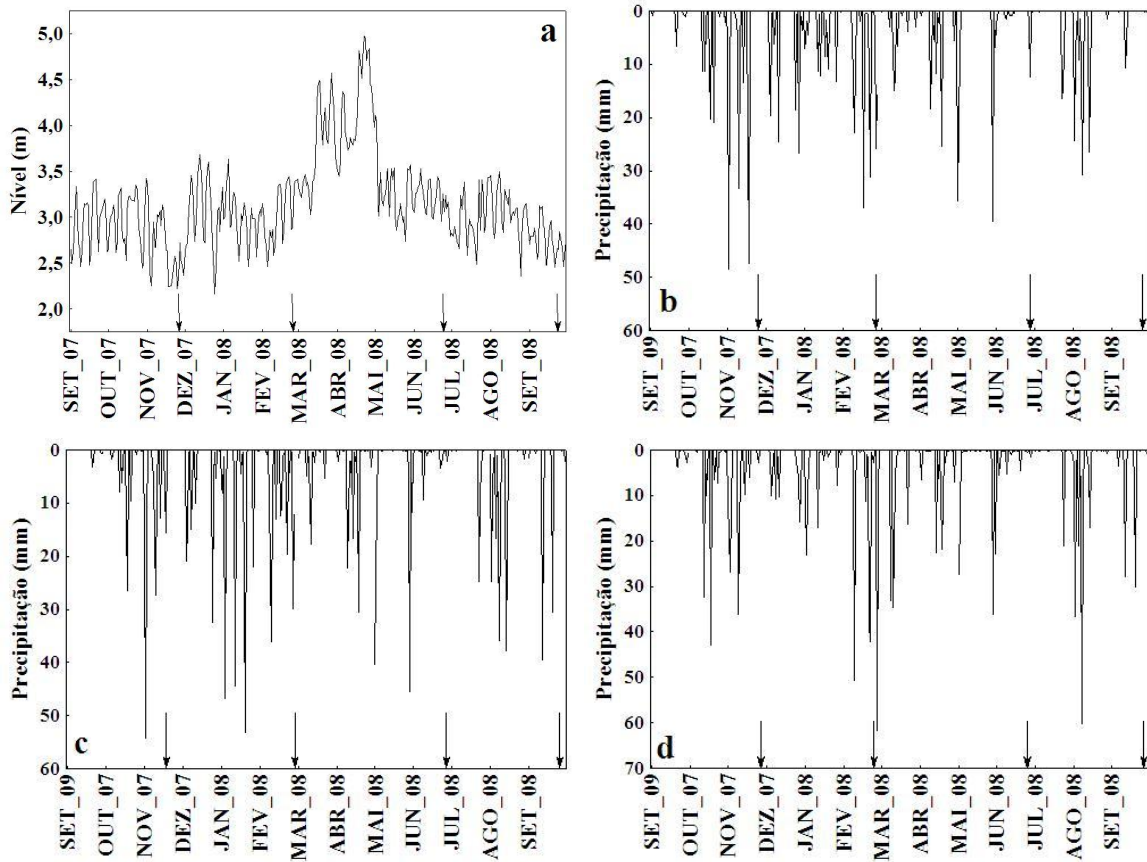 a
Nível (m)
5,0
4,5
4,0
3,5
3,0
2,5
2,0
SET_07
OUT_07
NOV_07
DEZ_07
JAN_08
FEV_08
MAR_08
ABR_08
MAI_08
JUN_08
JUL_08
AGO_08
SET_08
b
Precipitação (mm)
0
10
20
30
40
50
60
SET_09
OUT_07
NOV_07
DEZ_07
JAN_08
FEV_08
MAR_08
ABR_08
MAI_08
JUN_08
JUL_08
AGO_08
SET_08
c
Precipitação (mm)
0
10
20
30
40
50
60
SET_09
OUT_07
NOV_07
DEZ_07
JAN_08
FEV_08
MAR_08
ABR_08
MAI_08
JUN_08
JUL_08
AGO_08
SET_08
d
Precipitação (mm)
0
10
20
30
40
50
60
70
SET_09
OUT_07
NOV_07
DEZ_07
JAN_08
FEV_08
MAR_08
ABR_08
MAI_08
JUN_08
JUL_08
AGO_08
SET_08